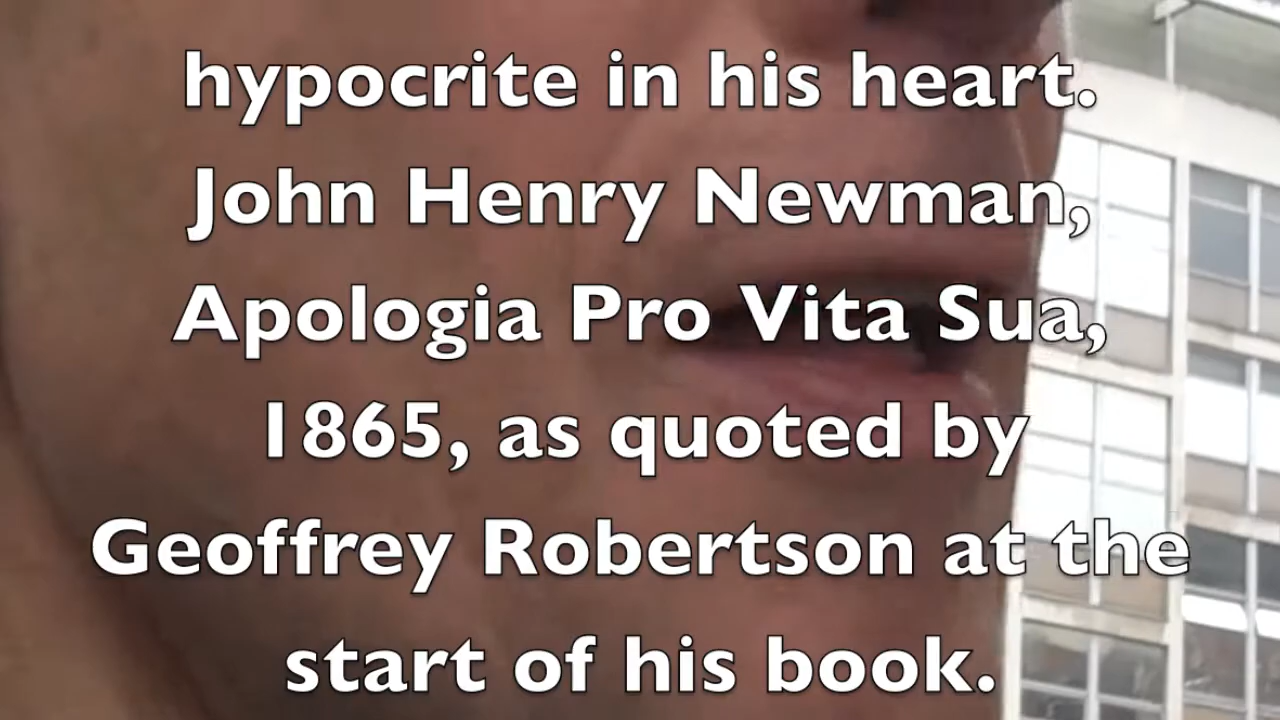 hypocrite in his heart.
John Henry Newman,
Apologia Pro Vita Sua,
1865, as quoted by
Geoffrey Robertson at the
start of his book.